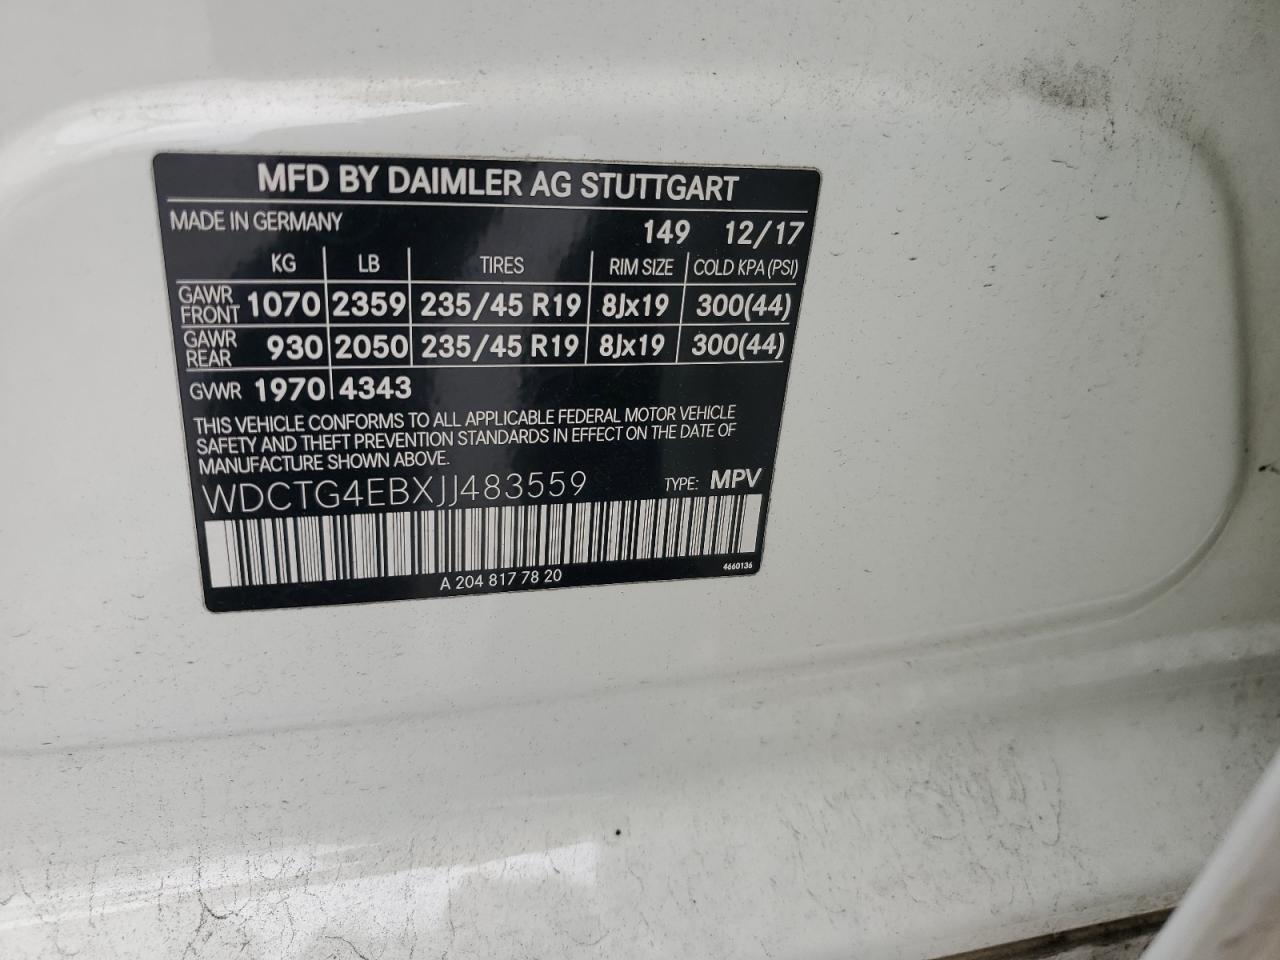 MFD BY DAIMLER AG STUTTGART
MADE IN GERMANY 149 12/17
KG LB TIRES RIM SIZE COLD KPA (PSI)
GAWR FRONT 1070 2359 235/45 R19 8Jx19 300(44)
GAWR REAR 930 2050 235/45 R19 8Jx19 300(44)
GVWR 1970 4343
THIS VEHICLE CONFORMS TO ALL APPLICABLE FEDERAL MOTOR VEHICLE
SAFETY AND THEFT PREVENTION STANDARDS IN EFFECT ON THE DATE OF
MANUFACTURE SHOWN ABOVE.
WDCTG4EBXJJ483559 TYPE: MPV
A 204 817 78 20 4660136